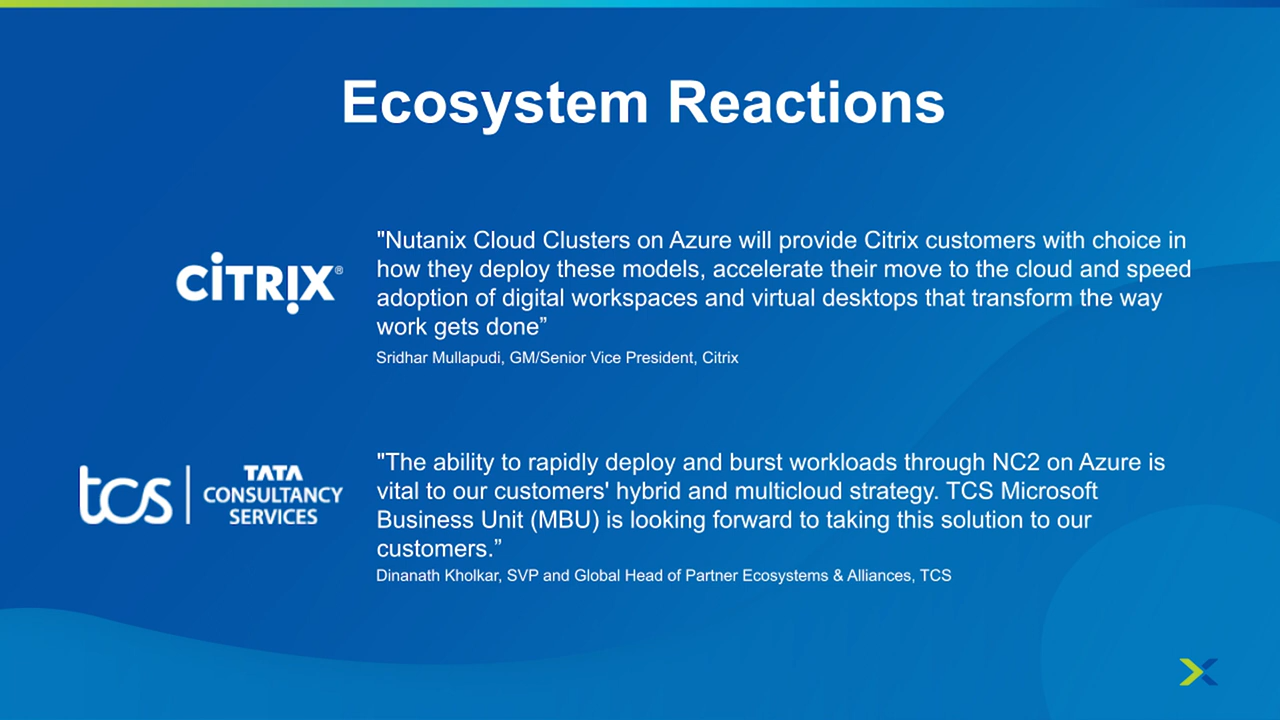 Ecosystem Reactions
CİTRİX®
"Nutanix Cloud Clusters on Azure will provide Citrix customers with choice in
how they deploy these models, accelerate their move to the cloud and speed
adoption of digital workspaces and virtual desktops that transform the way
work gets done”
Sridhar Mullapudi, GM/Senior Vice President, Citrix
tcs
TATA
CONSULTANCY
SERVICES
"The ability to rapidly deploy and burst workloads through NC2 on Azure is
vital to our customers' hybrid and multicloud strategy. TCS Microsoft
Business Unit (MBU) is looking forward to taking this solution to our
customers.”
Dinanath Kholkar, SVP and Global Head of Partner Ecosystems & Alliances, TCS